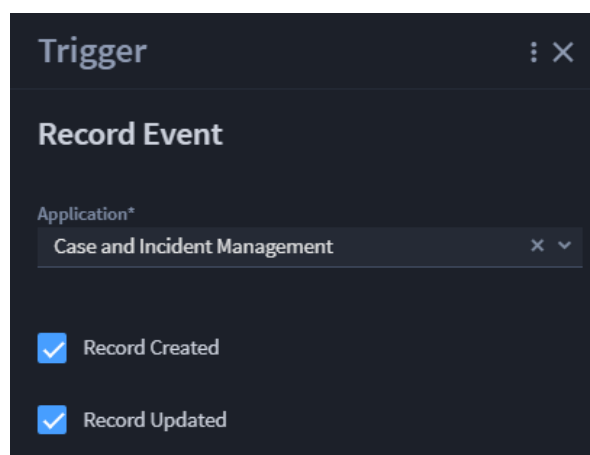 Trigger
Record Event
Application*
Case and Incident Management
Record Created
Record Updated